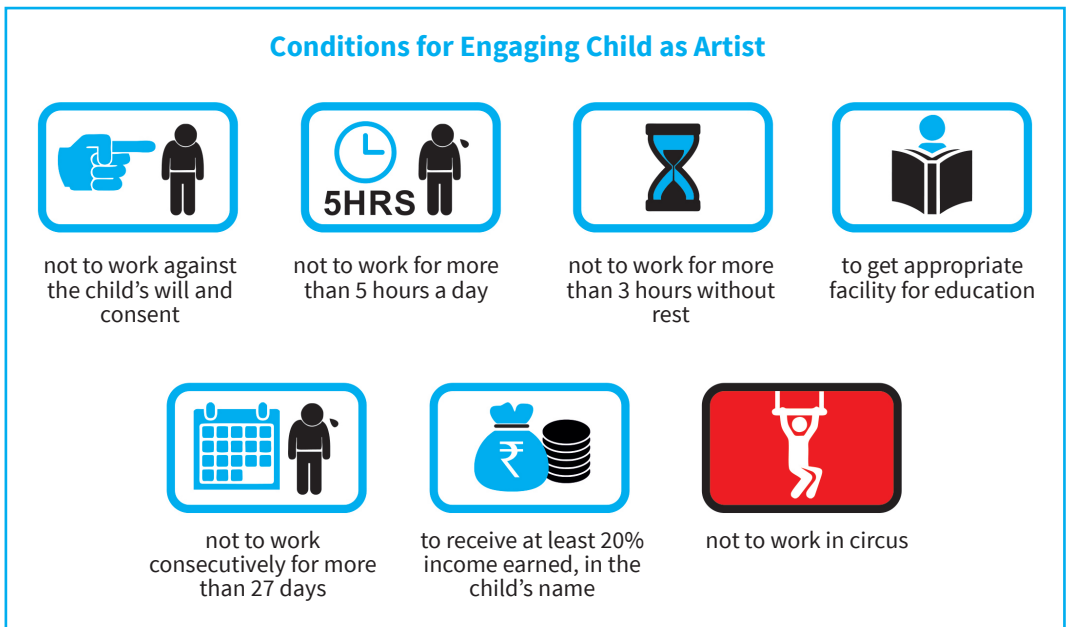 Conditions for Engaging Child as Artist
5HRS
not to work against
the child's will and
consent
not to work for more
than 5 hours a day
not to work for more
than 3 hours without
rest
to get appropriate
facility for education
₹
not to work
consecutively for more
than 27 days
to receive at least 20%
income earned, in the
child's name
not to work in circus